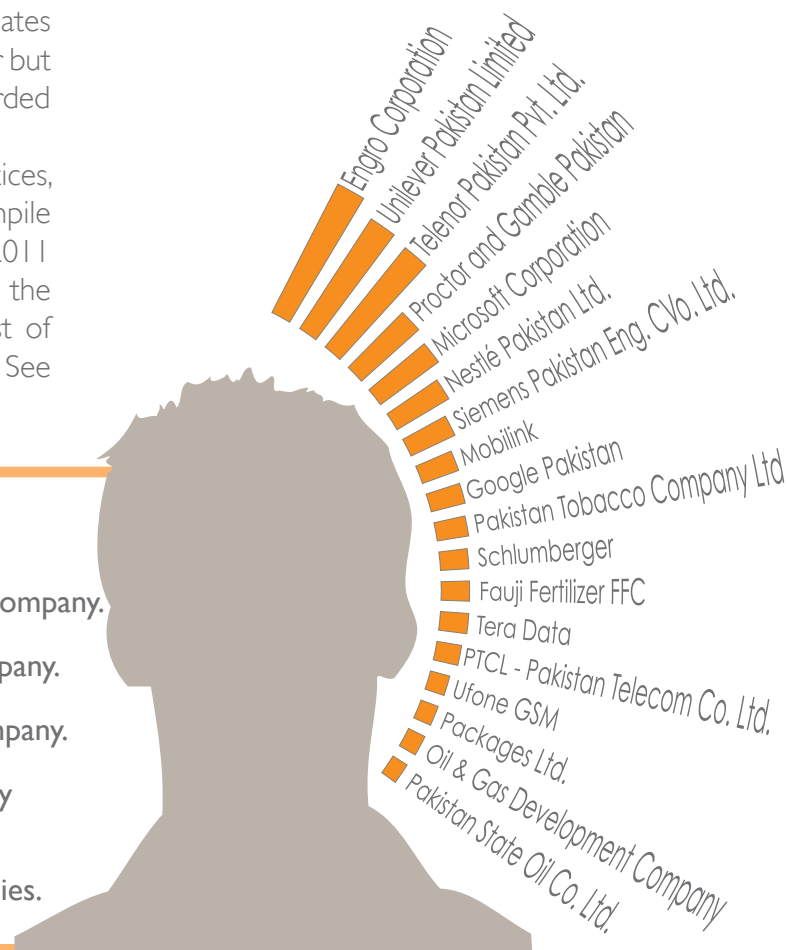 ates
r but
rded
ices,
npile
2011
the
st of
See
ompany.
pany.
npany.
y
ies.
Engro Corporation
Unilever Pakistan Limited
Telenor Pakistan Pvt. Ltd.
Proctor and Gamble Pakistan
Microsoft Corporation
Nestlé Pakistan Ltd.
Siemens Pakistan Eng. CVo. Ltd.
Mobilink
Google Pakistan
Pakistan Tobacco Company Ltd
Schlumberger
Fauji Fertilizer FFC
Tera Data
PTCL - Pakistan Telecom Co. Ltd.
Ufone GSM
Packages Ltd.
Oil & Gas Development Company
Pakistan State Oil Co. Ltd.